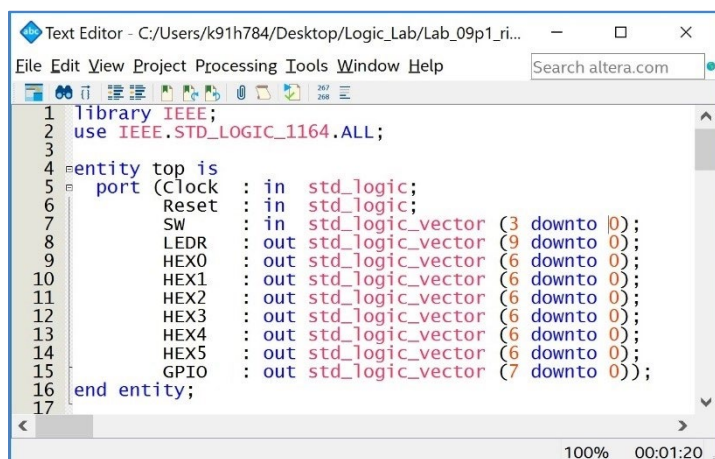 abc Text Editor - C:/Users/k91h784/Desktop/Logic_Lab/Lab_09p1_ri...
File Edit View Project Processing Tools Window Help Search altera.com
267
268
1 library IEEE;
2 use IEEE.STD_LOGIC_1164.ALL;
3
4 entity top is
5 port (Clock : in std_logic;
6 Reset : in std_logic;
7 SW : in std_logic_vector (3 downto 0);
8 LEDR : out std_logic_vector (9 downto 0);
9 HEX0 : out std_logic_vector (6 downto 0);
10 HEX1 : out std_logic_vector (6 downto 0);
11 HEX2 : out std_logic_vector (6 downto 0);
12 HEX3 : out std_logic_vector (6 downto 0);
13 HEX4 : out std_logic_vector (6 downto 0);
14 HEX5 : out std_logic_vector (6 downto 0);
15 GPIO : out std_logic_vector (7 downto 0));
16 end entity;
17
100% 00:01:20